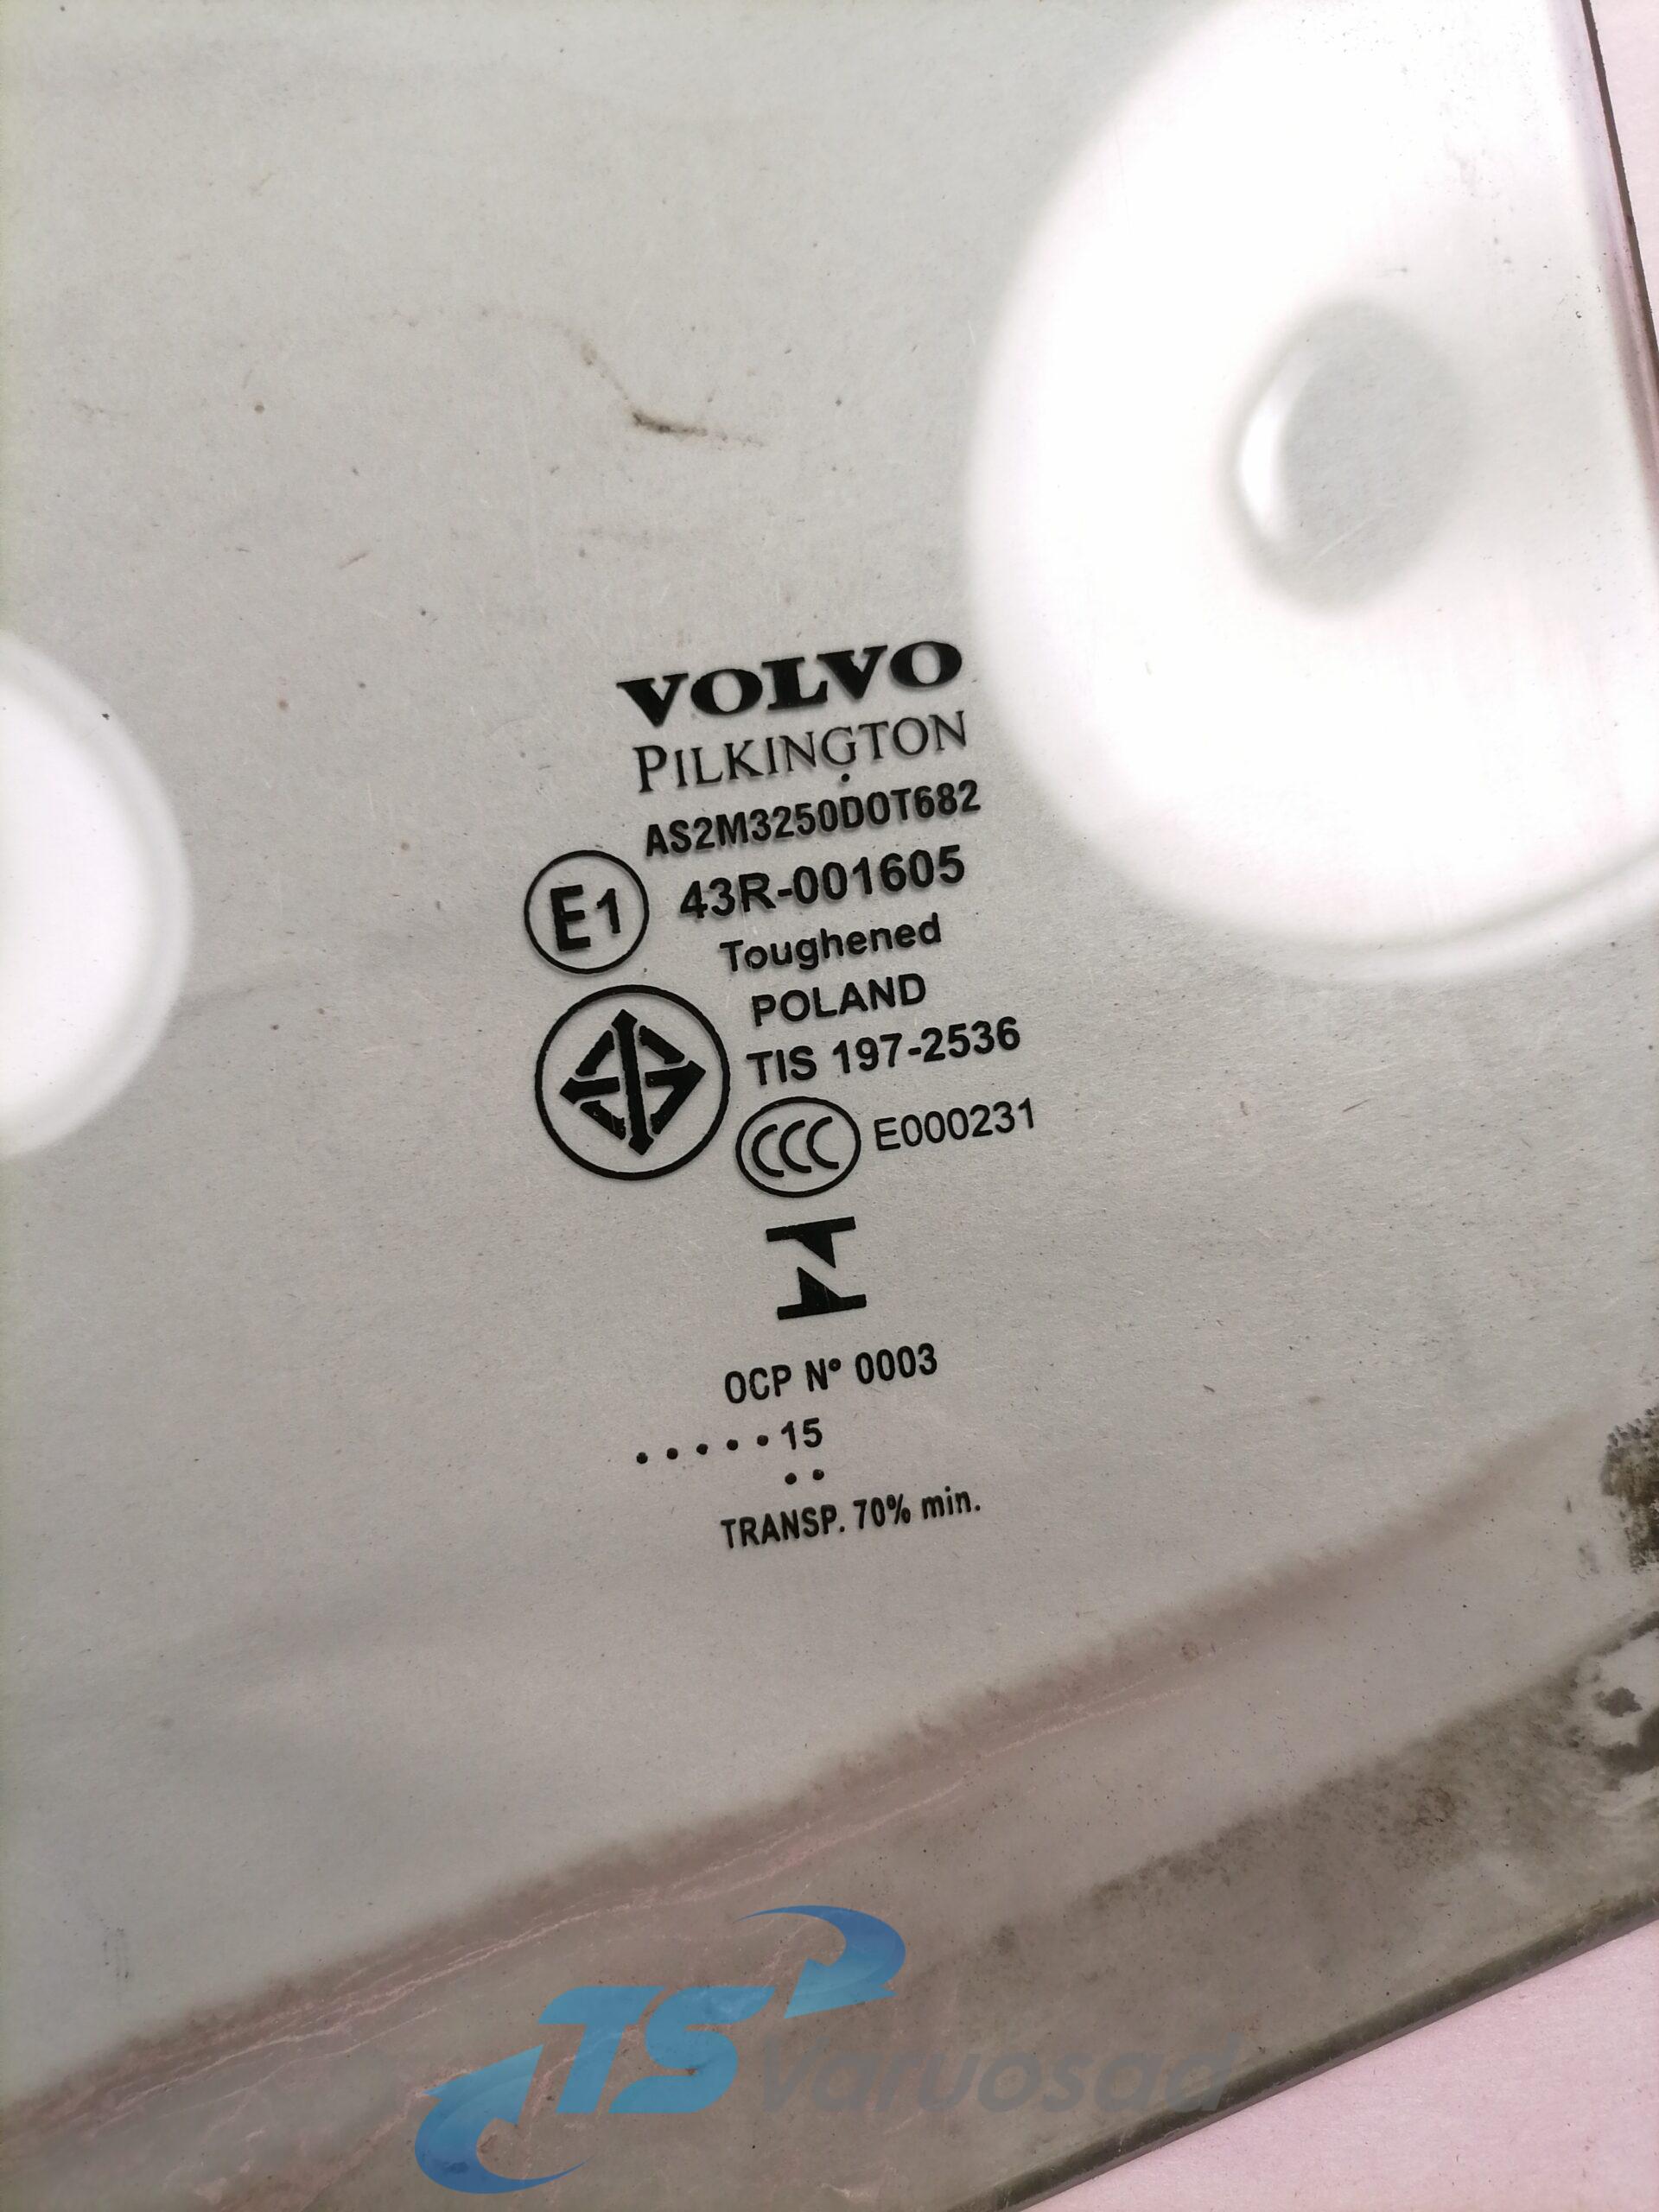 VOLVO
PILKINGTON
AS2M3250DOT682
E1 43R-001605
Toughened
POLAND
TIS 197-2536
CCC E000231
OCP Nº 0003
.....15
..
TRANSP. 70% min.
TS Varuosad